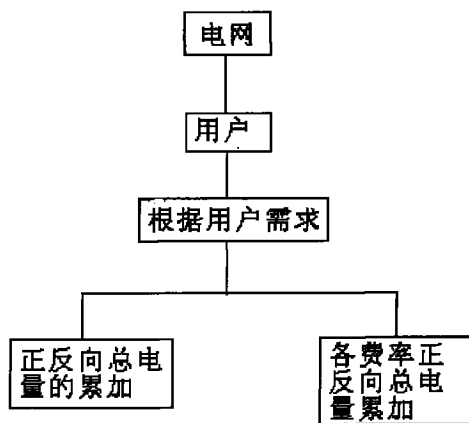 电网
用户
根据用户需求
正反向总电
量的累加
各费率正
反向总电
量累加